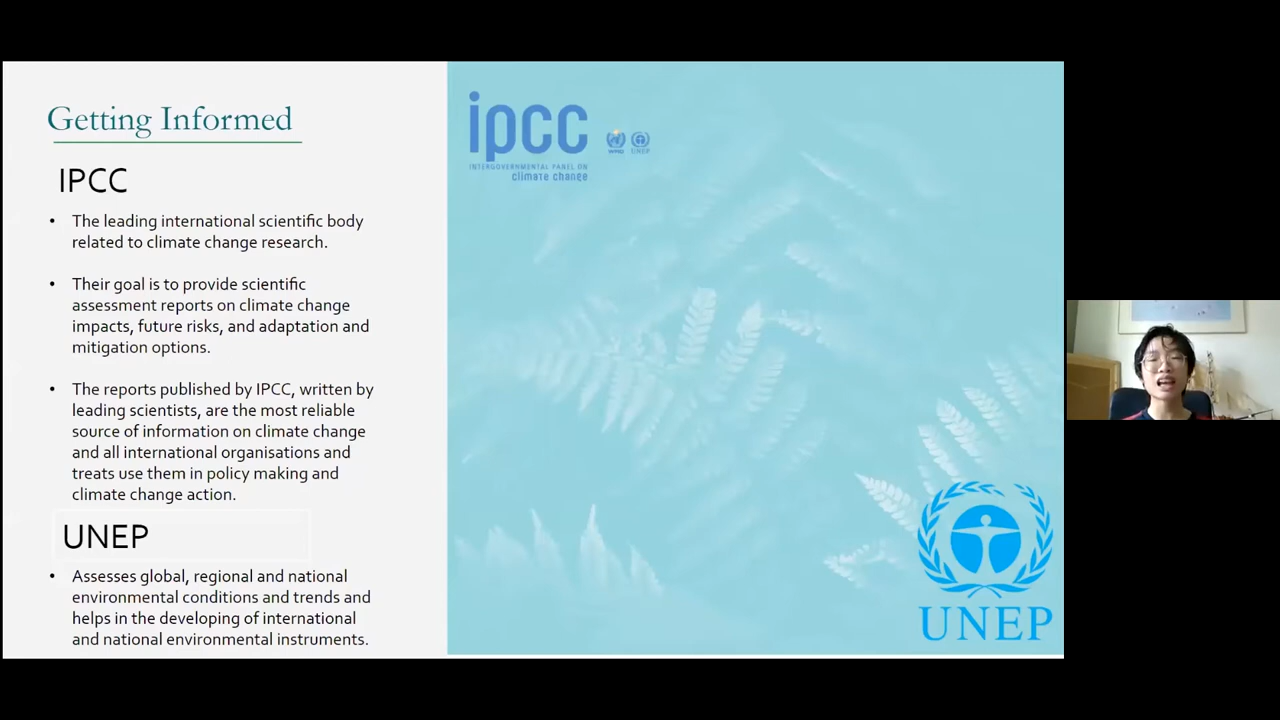 Getting Informed
IPCC
• The leading international scientific body
related to climate change research.
• Their goal is to provide scientific
assessment reports on climate change
impacts, future risks, and adaptation and
mitigation options.
• The reports published by IPCC, written by
leading scientists, are the most reliable
source of information on climate change
and all international organisations and
treats use them in policy making and
climate change action.
UNEP
• Assesses global, regional and national
environmental conditions and trends and
helps in the developing of international
and national environmental instruments.
ipcc
INTERGOVERNMENTAL PANEL ON
climate change
WMO UNEP
UNEP